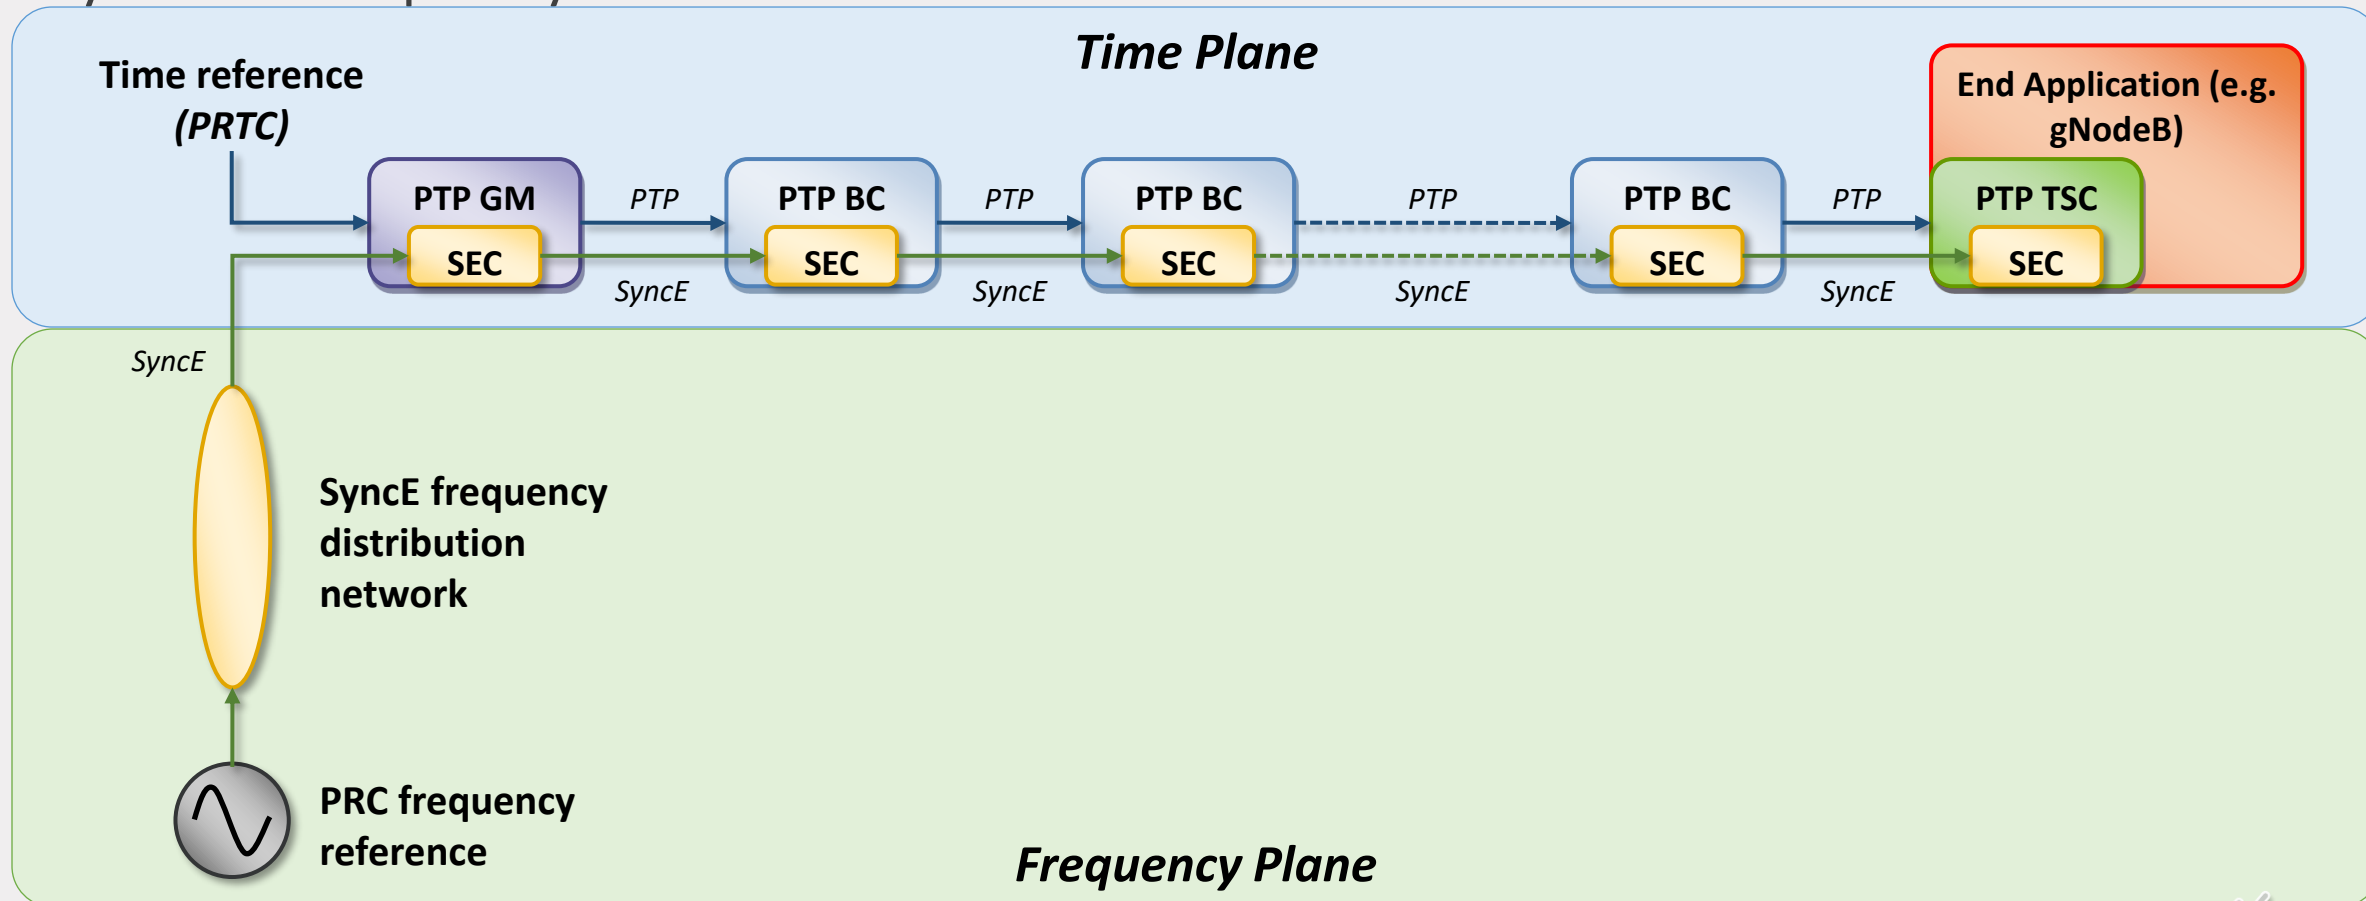 Time Plane
Time reference
(PRTC)
End Application (e.g.
gNodeB)
PTP GM
PTP
PTP BC
PTP
PTP BC
PTP
PTP BC
PTP
PTP TSC
SEC
SEC
SEC
SEC
SEC
SyncE
SyncE
SyncE
SyncE
SyncE
SyncE frequency
distribution
network
PRC frequency
reference
Frequency Plane